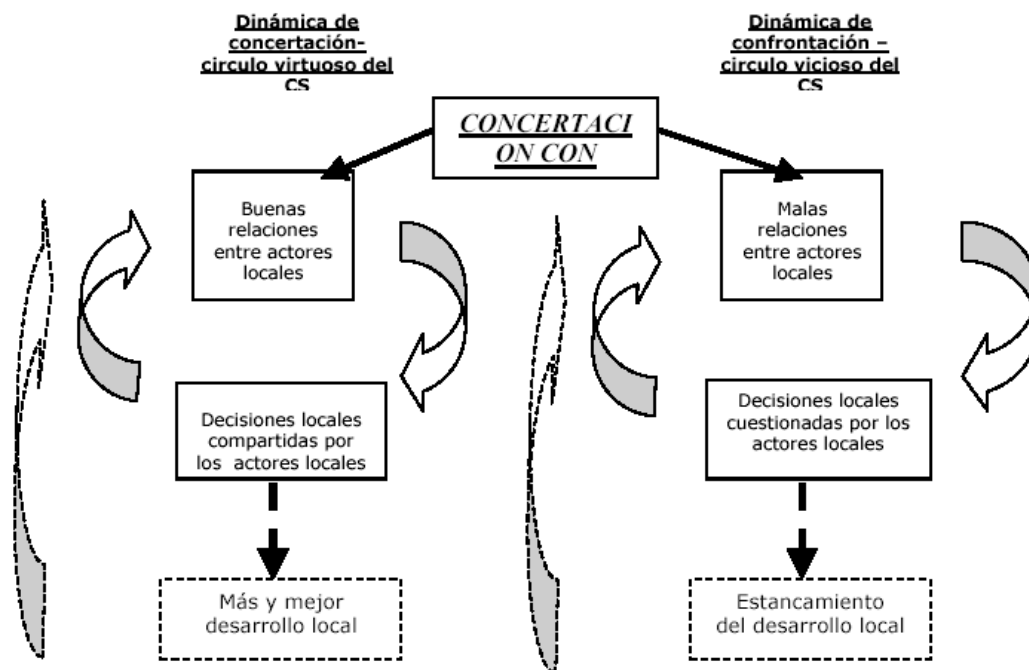 Dinámica de
concertación-
circulo virtuoso del
CS
Dinámica de
confrontación –
circulo vicioso del
CS
CONCERTACI
ON CON
Buenas
relaciones
entre actores
locales
Malas
relaciones
entre actores
locales
Decisiones locales
compartidas por
los actores locales
Decisiones locales
cuestionadas por los
actores locales
Más y mejor
desarrollo local
Estancamiento
del desarrollo local